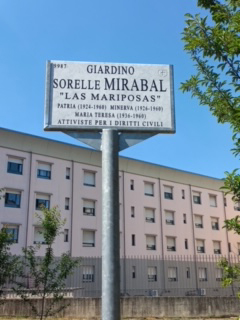 1947
GIARDINO
SORELLE MIRABAL
"LAS MARIPOSAS"
PATRIA (1924-1960) MINERVA (1926-1960)
MARIA TERESA (1936-1960)
ATTIVISTE PER I DIRITTI CIVILI